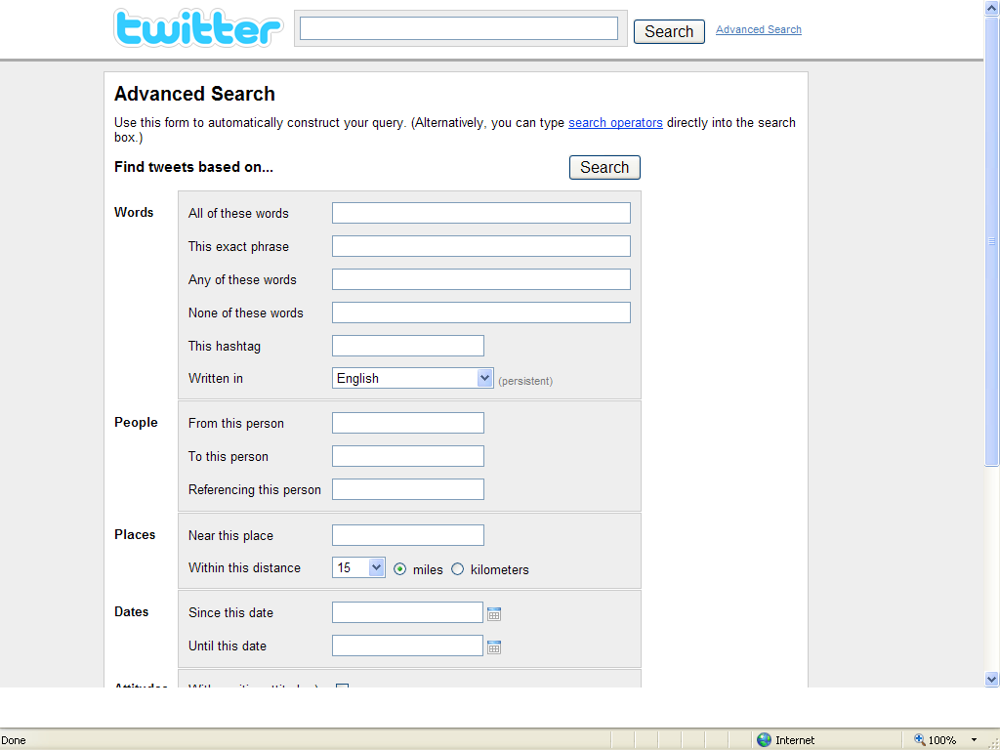 twitter
Search Advanced Search
Advanced Search
Use this form to automatically construct your query. (Alternatively, you can type search operators directly into the search
box.)
Find tweets based on... Search
Words All of these words
This exact phrase
Any of these words
None of these words
This hashtag
Written in English (persistent)
People From this person
To this person
Referencing this person
Places Near this place
Within this distance 15 miles kilometers
Dates Since this date
Until this date
Attitudes
Done Internet 100%